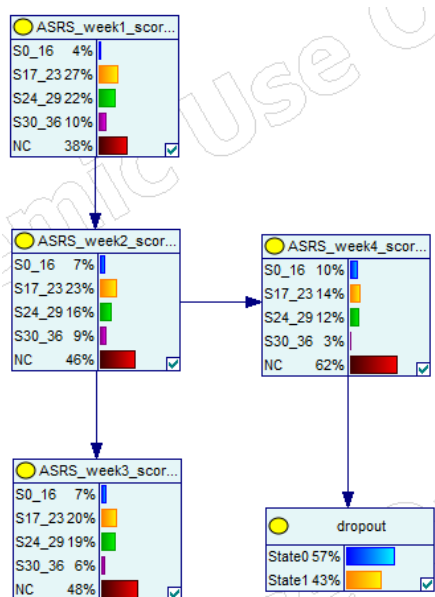 ASRS_week1_scor...
S0_16 4%
S17_23 27%
S24_29 22%
S30_36 10%
NC 38%
ASRS_week2_scor...
S0_16 7%
S17_23 23%
S24_29 16%
S30_36 9%
NC 46%
ASRS_week4_scor...
S0_16 10%
S17_23 14%
S24_29 12%
S30_36 3%
NC 62%
ASRS_week3_scor...
S0_16 7%
S17_23 20%
S24_29 19%
S30_36 6%
NC 48%
dropout
State0 57%
State1 43%
mic Use O